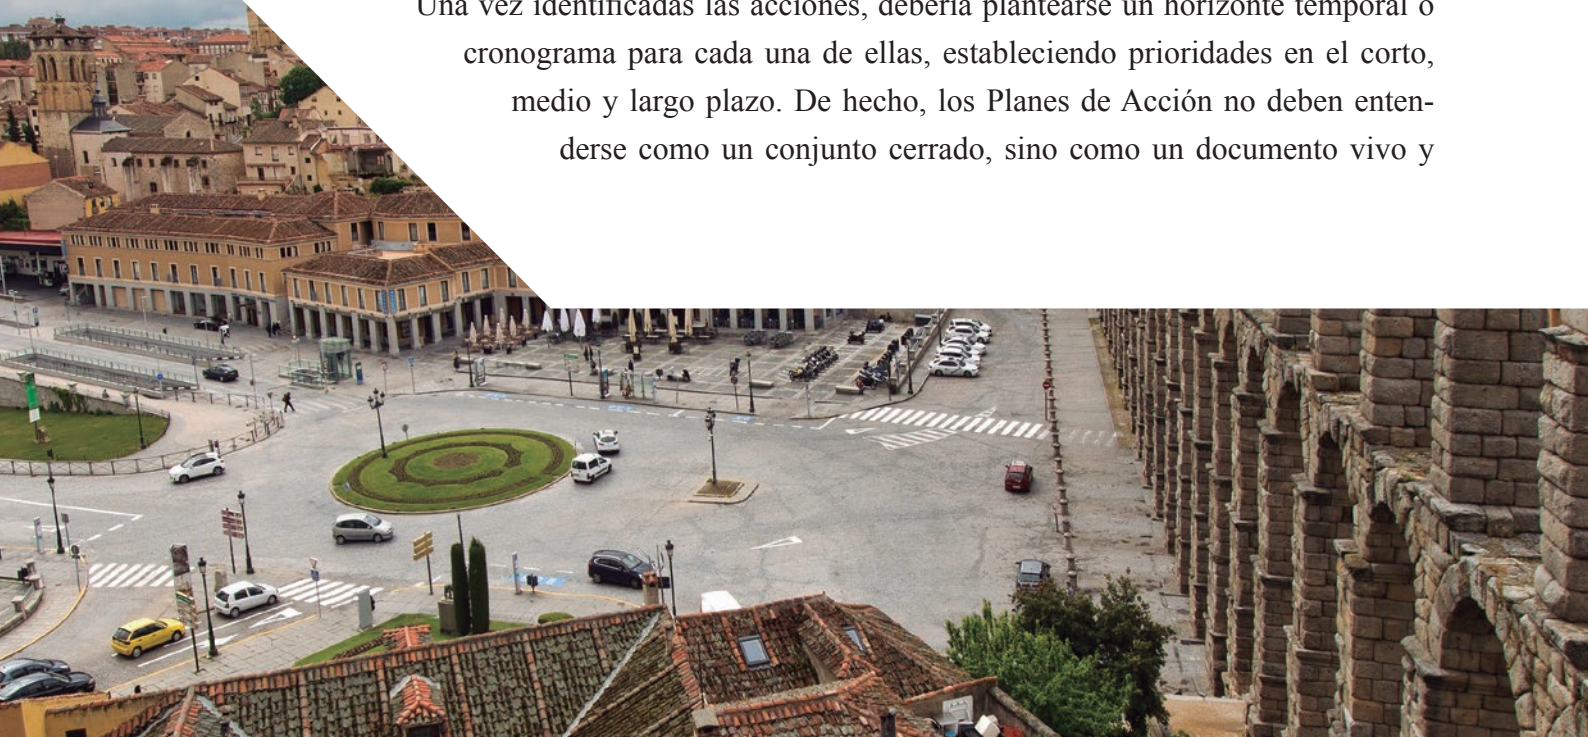 Una vez identificadas las acciones, debería plantearse un horizonte temporal o
cronograma para cada una de ellas, estableciendo prioridades en el corto,
medio y largo plazo. De hecho, los Planes de Acción no deben enten-
derse como un conjunto cerrado, sino como un documento vivo y